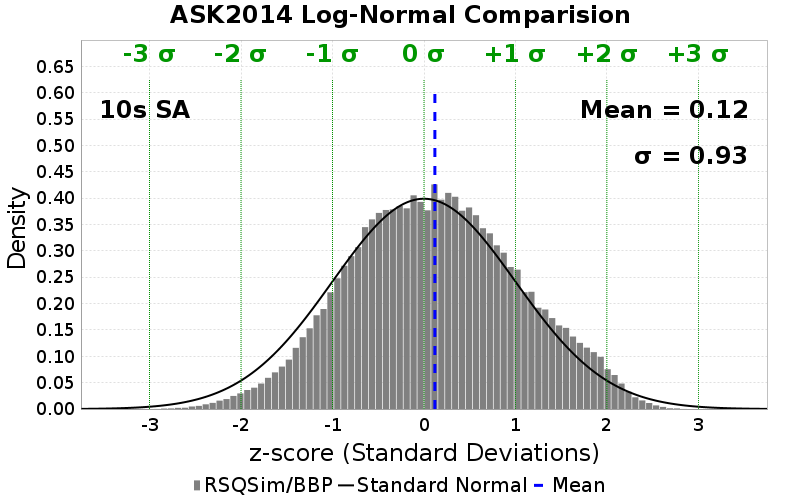 ASK2014 Log-Normal Comparision
-3 σ -2 σ -1 σ 0 σ +1 σ +2 σ +3 σ
10s SA
Mean = 0.12
σ = 0.93
Density
0.65
0.60
0.55
0.50
0.45
0.40
0.35
0.30
0.25
0.20
0.15
0.10
0.05
0.00
-3 -2 -1 0 1 2 3
z-score (Standard Deviations)
RSQSim/BBP Standard Normal Mean